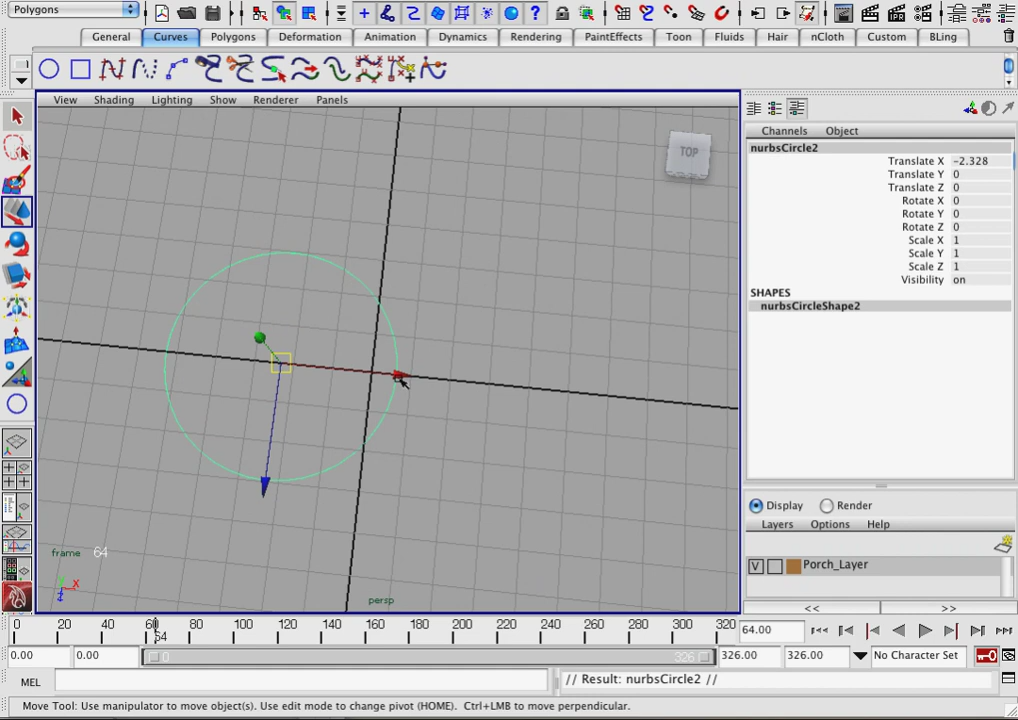 Polygons
General Curves Polygons Deformation Animation Dynamics Rendering PaintEffects Toon Fluids Hair nCloth Custom BLing
View Shading Lighting Show Renderer Panels
TOP
Channels Object
nurbsCircle2
Translate X -2.328
Translate Y 0
Translate Z 0
Rotate X 0
Rotate Y 0
Rotate Z 0
Scale X 1
Scale Y 1
Scale Z 1
Visibility on
SHAPES
nurbsCircleShape2
Display Render
Layers Options Help
V Porch_Layer
<< >>
frame 64
Y X Z
persp
0 20 40 60 80 100 120 140 160 180 200 220 240 260 280 300 320
64
64.00
0.00 0.00 0 326 326.00 326.00 No Character Set
MEL // Result: nurbsCircle2 //
Move Tool: Use manipulator to move object(s). Use edit mode to change pivot (HOME). Ctrl+LMB to move perpendicular.